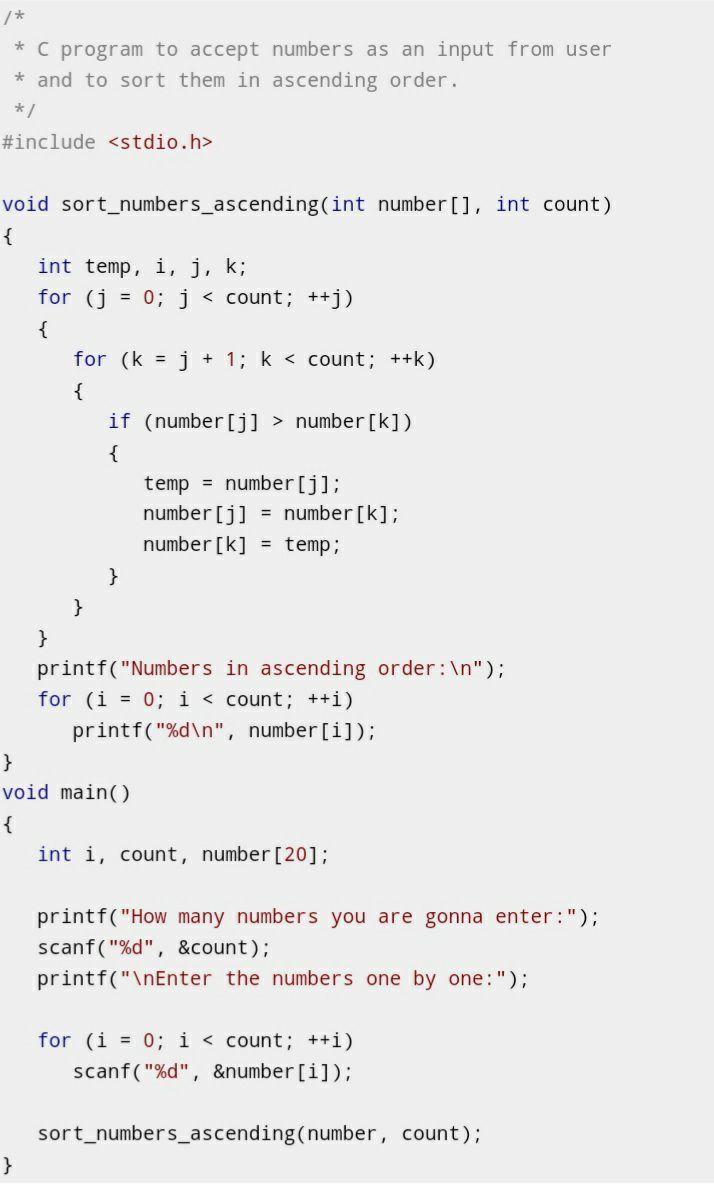 /*
 * C program to accept numbers as an input from user
 * and to sort them in ascending order.
 */
#include <stdio.h>

void sort_numbers_ascending(int number[], int count)
{
   int temp, i, j, k;
   for (j = 0; j < count; ++j)
   {
      for (k = j + 1; k < count; ++k)
      {
         if (number[j] > number[k])
         {
            temp = number[j];
            number[j] = number[k];
            number[k] = temp;
         }
      }
   }
   printf("Numbers in ascending order:\n");
   for (i = 0; i < count; ++i)
      printf("%d\n", number[i]);
}
void main()
{
   int i, count, number[20];

   printf("How many numbers you are gonna enter:");
   scanf("%d", &count);
   printf("\nEnter the numbers one by one:");

   for (i = 0; i < count; ++i)
      scanf("%d", &number[i]);

   sort_numbers_ascending(number, count);
}